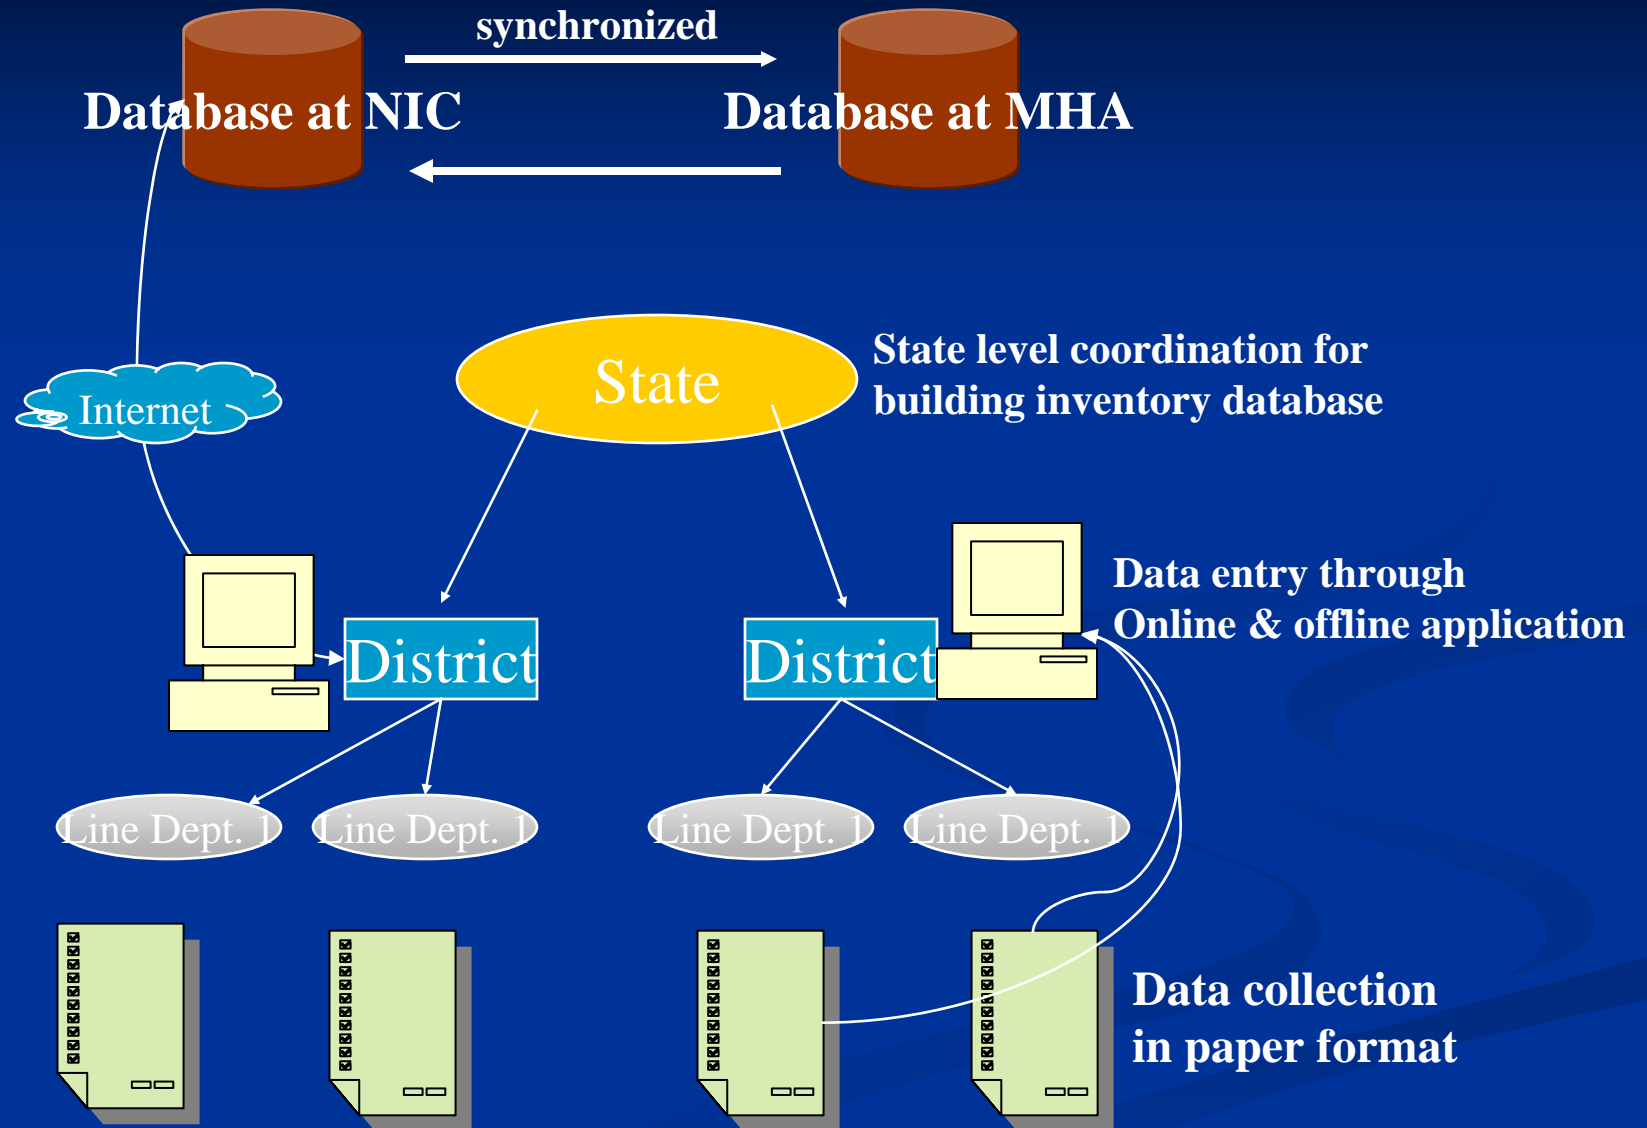 synchronized
Database at NIC
Database at MHA
State
State level coordination for
building inventory database
Internet
Data entry through
Online & offline application
District
District
Line Dept. 1
Line Dept. 1
Line Dept. 1
Line Dept. 1
Data collection
in paper format